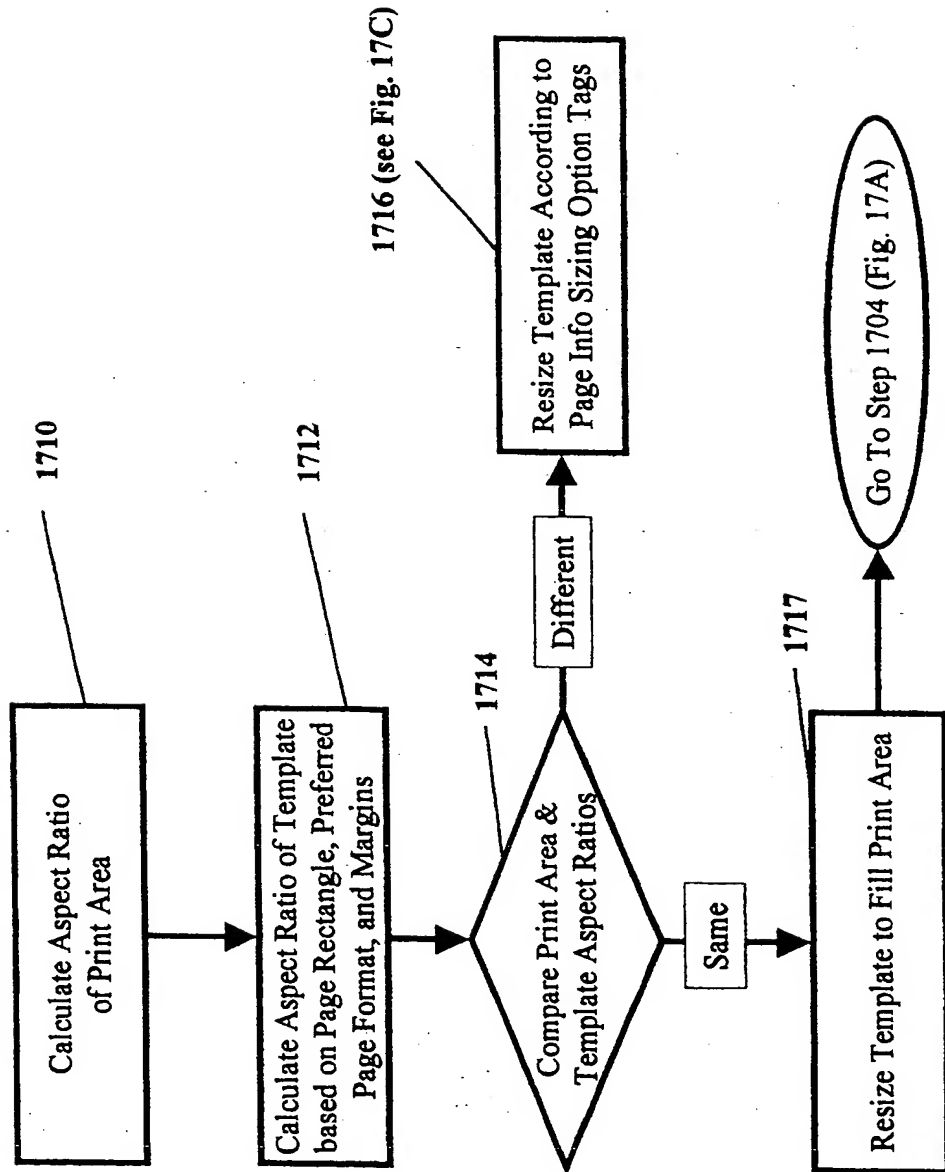 Calculate Aspect Ratio
of Print Area
1710
Calculate Aspect Ratio of Template
based on Page Rectangle, Preferred
Page Format, and Margins
1712
Compare Print Area &
Template Aspect Ratios
1714
Different
Resize Template According to
Page Info Sizing Option Tags
1716 (see Fig. 17C)
Same
Resize Template to Fill Print Area
1717
Go To Step 1704 (Fig. 17A)